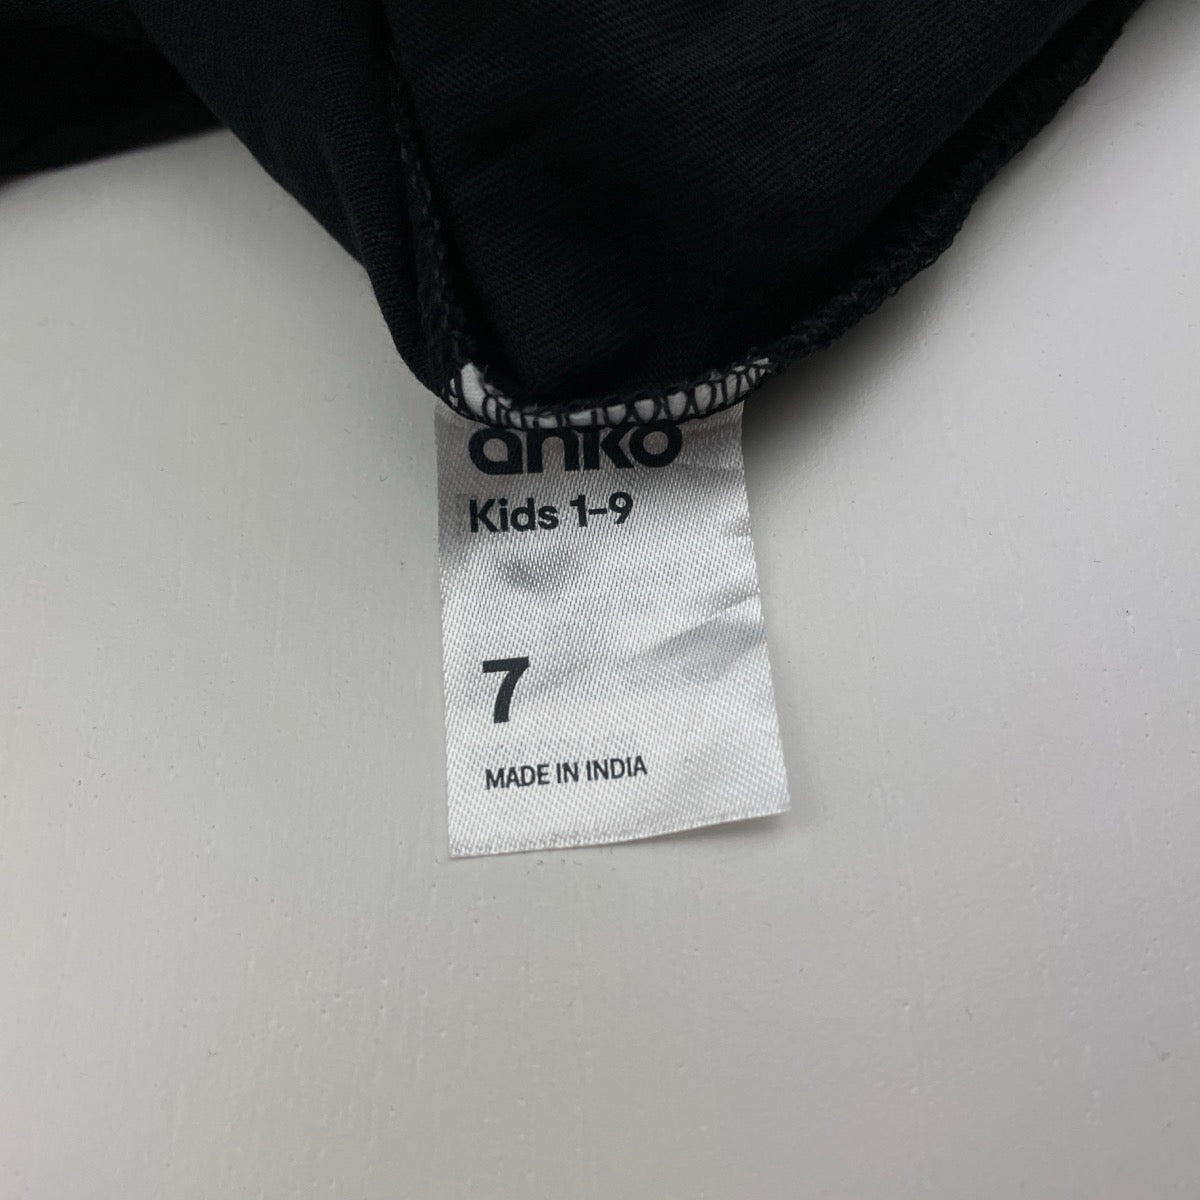 anko
Kids 1-9
7
MADE IN INDIA